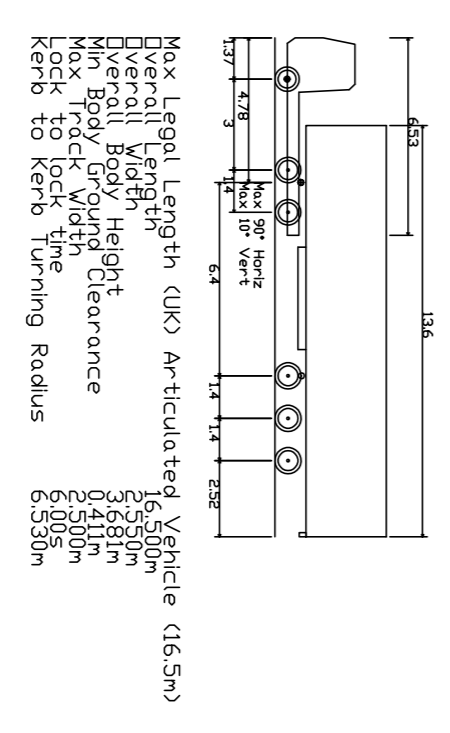 6.53
13.6
1.37
4.78
3
1.4
6.4
1.4
1.4
2.52
Max 90° Horiz
Max 10° Vert
Max Legal Length (UK) Articulated Vehicle (16.5m)
Overall Length 16.500m
Overall Width 2.550m
Overall Body Height 3.681m
Min Body Ground Clearance 0.411m
Max Track Width 2.500m
Lock to lock time 6.00s
Kerb to Kerb Turning Radius 6.530m